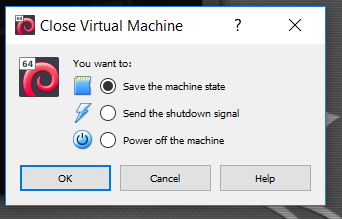 64
Close Virtual Machine
?
64
You want to:
Save the machine state
Send the shutdown signal
Power off the machine
OK
Cancel
Help